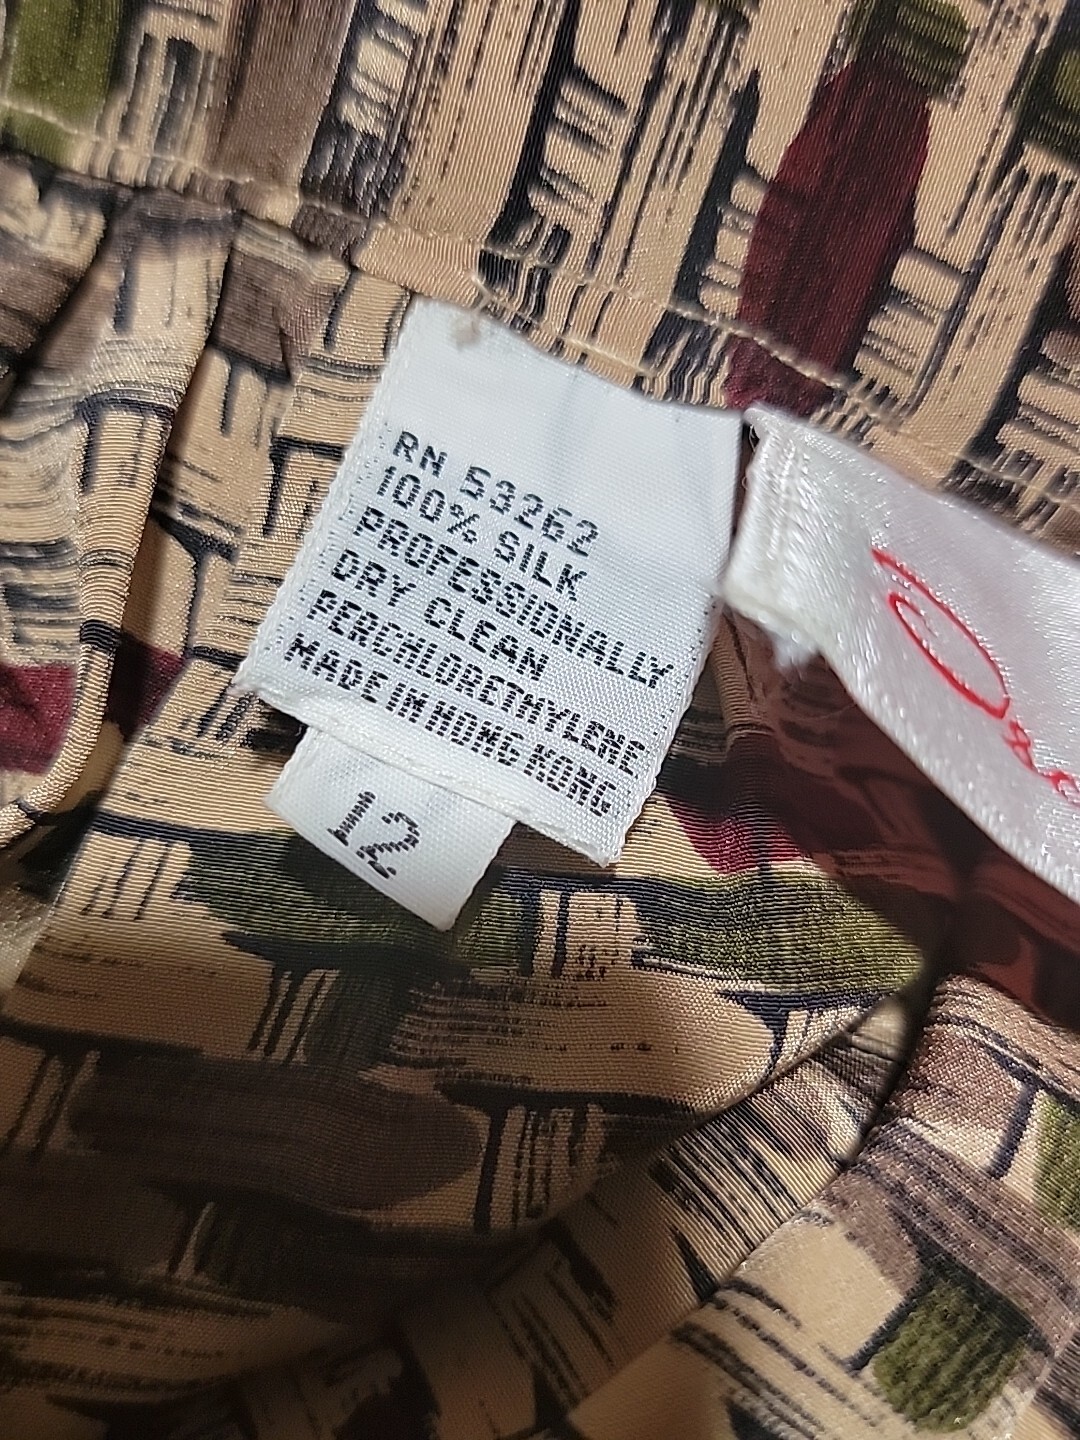 RN 53262
100% SILK
PROFESSIONALLY
DRY CLEAN
PERCHLORETHYLENE
MADE IN HONG KONG
12